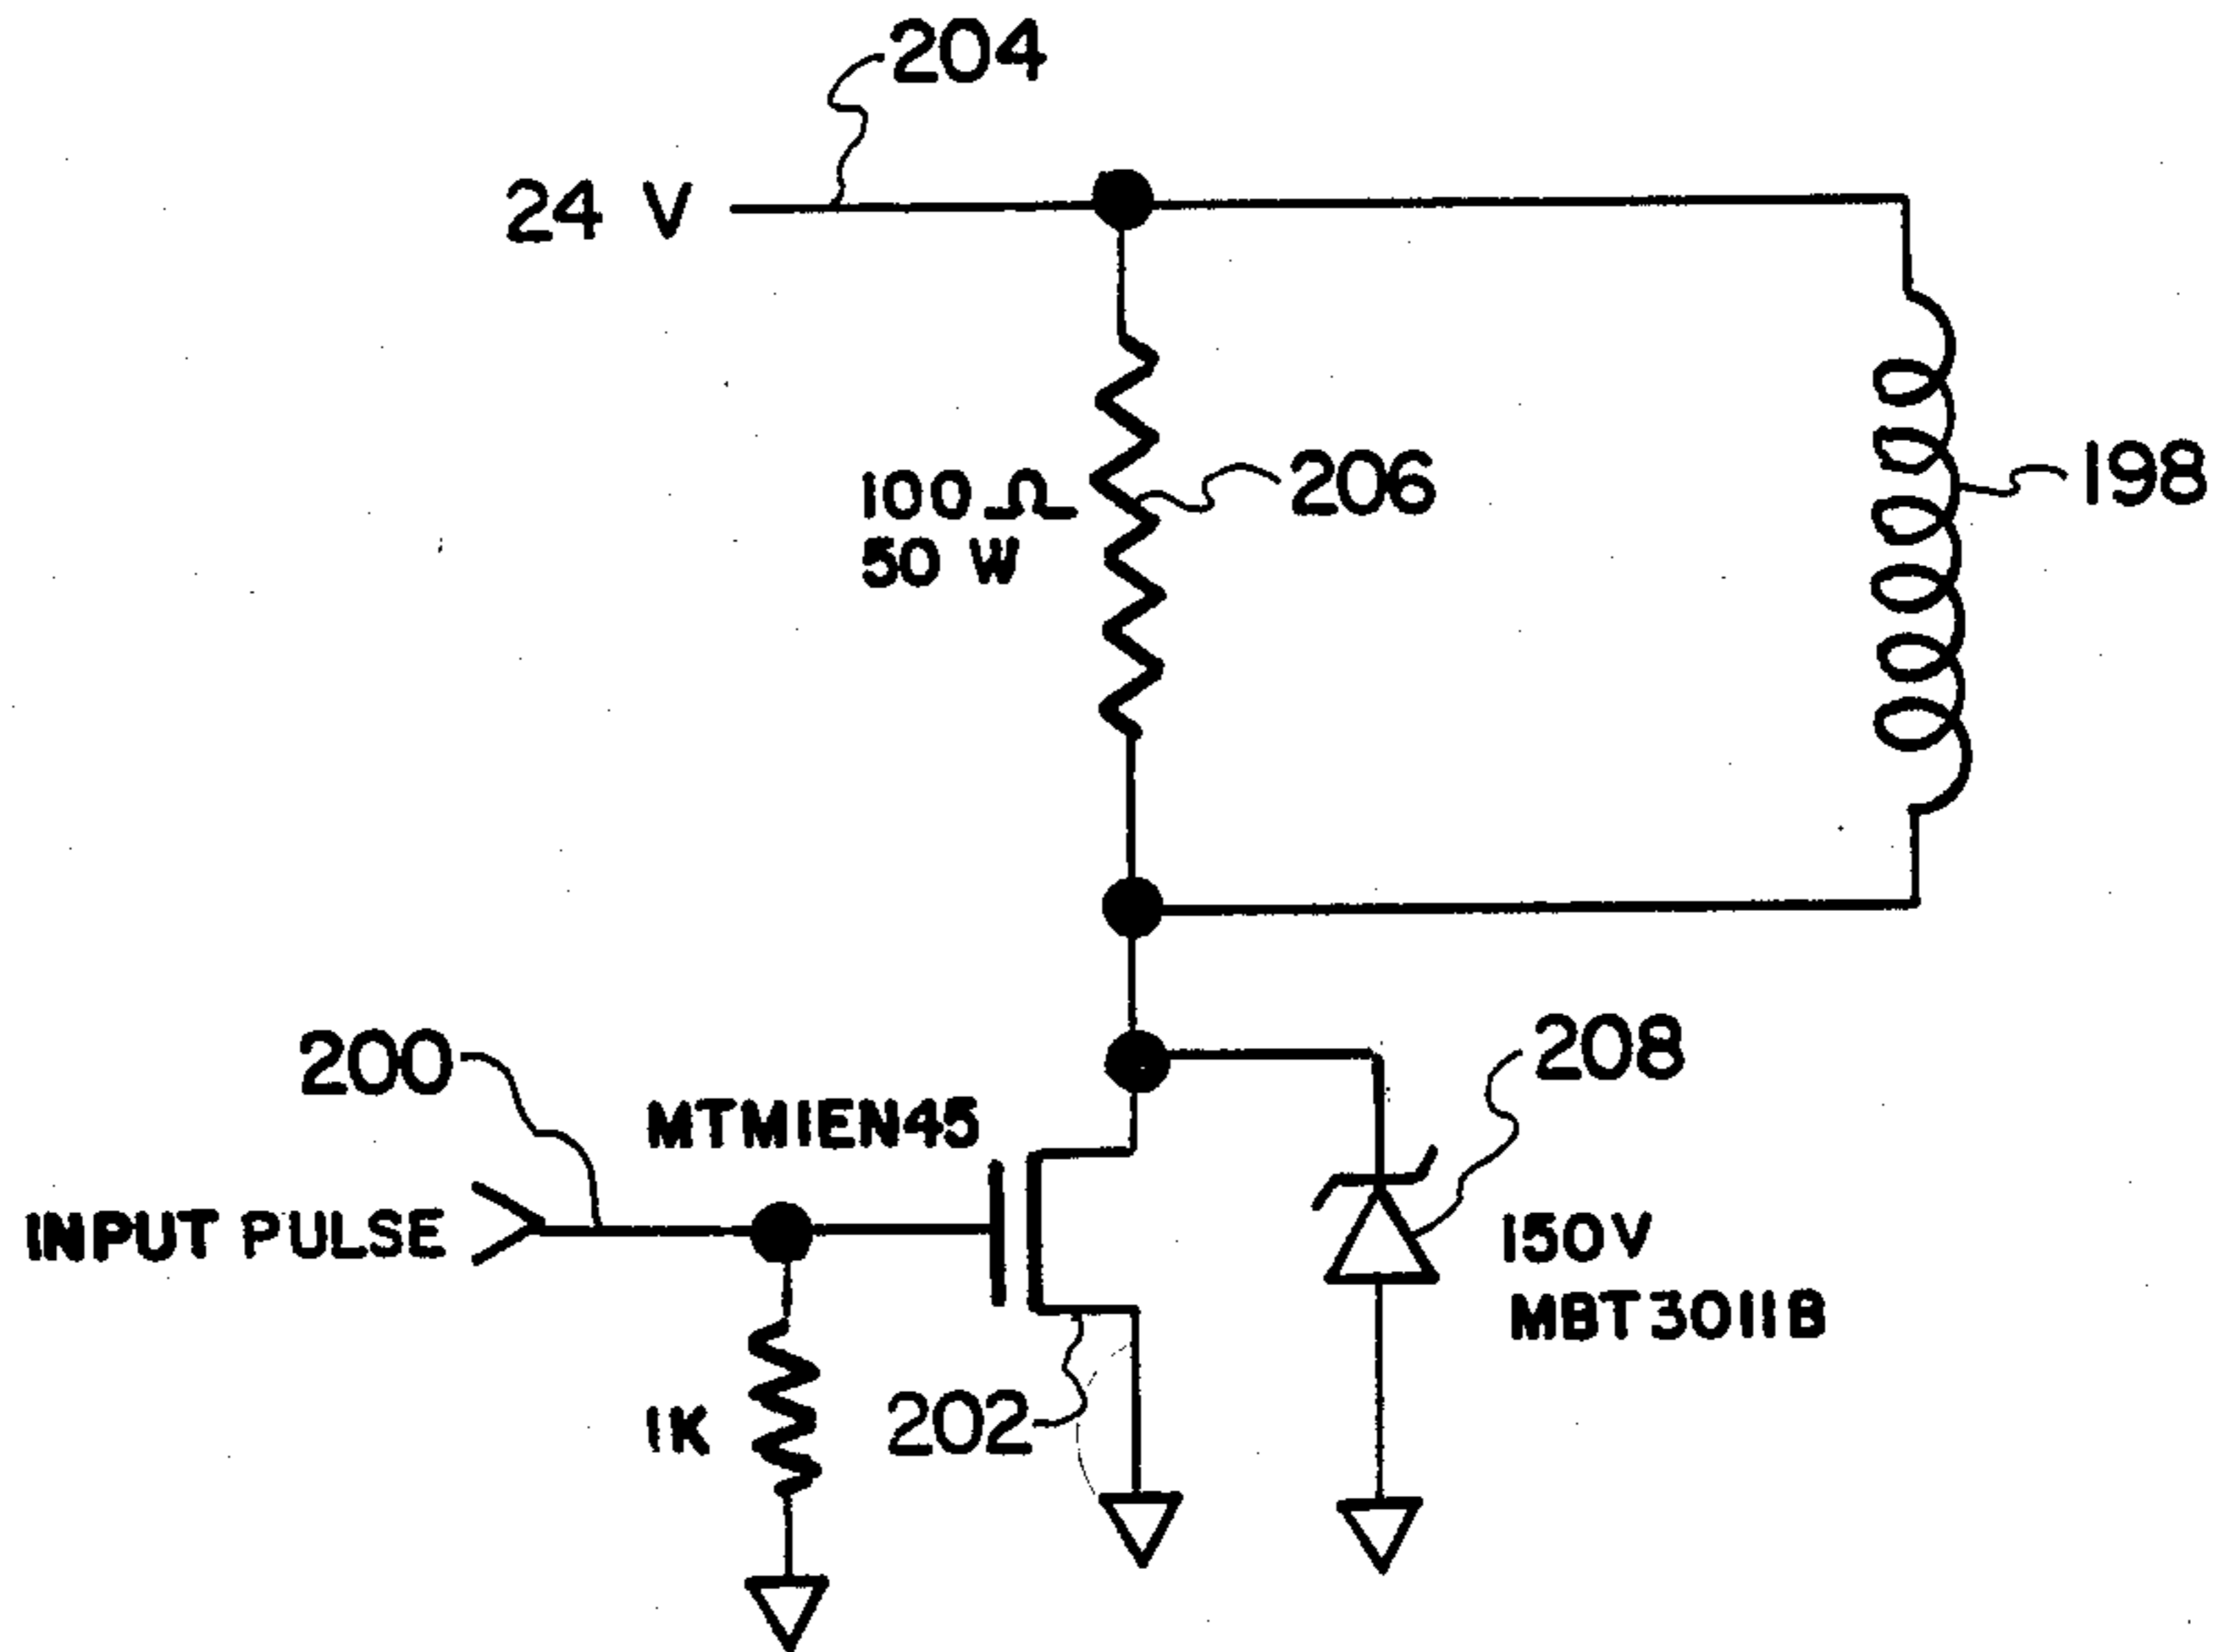 204
24 V
100Ω
50 W
206
198
200
208
MTM1EN45
INPUT PULSE
150V
MBT3011B
1K
202